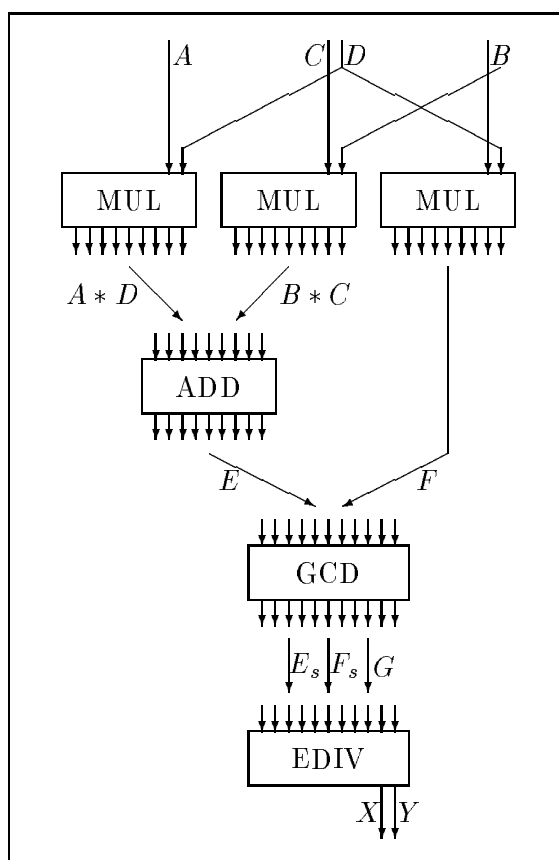 A C D B
MUL MUL MUL
A ∗ D B ∗ C
ADD
E F
GCD
E_s F_s G
EDIV
X Y